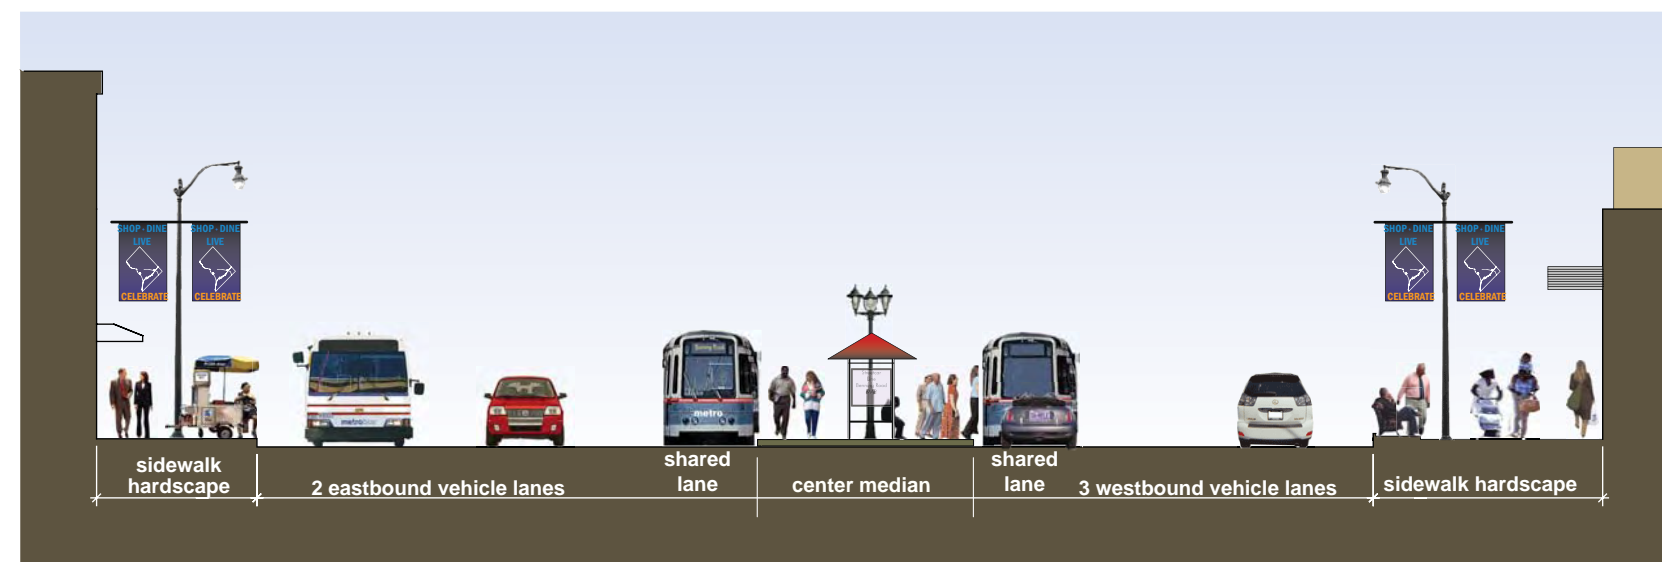 SHOP · DINE
LIVE
CELEBRATE
SHOP · DINE
LIVE
CELEBRATE
SHOP · DINE
LIVE
CELEBRATE
SHOP · DINE
LIVE
CELEBRATE
metro
sidewalk
hardscape
2 eastbound vehicle lanes
shared
lane
center median
shared
lane
3 westbound vehicle lanes
sidewalk hardscape